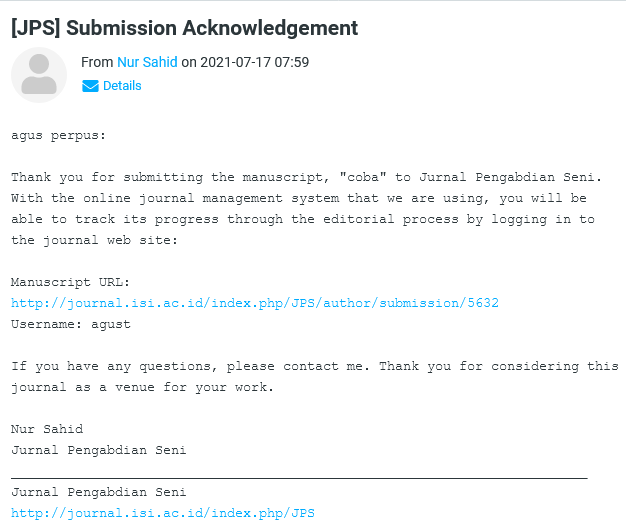 [JPS] Submission Acknowledgement
From Nur Sahid on 2021-07-17 07:59
Details
agus perpus:
Thank you for submitting the manuscript, "coba" to Jurnal Pengabdian Seni.
With the online journal management system that we are using, you will be
able to track its progress through the editorial process by logging in to
the journal web site:
Manuscript URL:
http://journal.isi.ac.id/index.php/JPS/author/submission/5632
Username: agust
If you have any questions, please contact me. Thank you for considering this
journal as a venue for your work.
Nur Sahid
Jurnal Pengabdian Seni
Jurnal Pengabdian Seni
http://journal.isi.ac.id/index.php/JPS